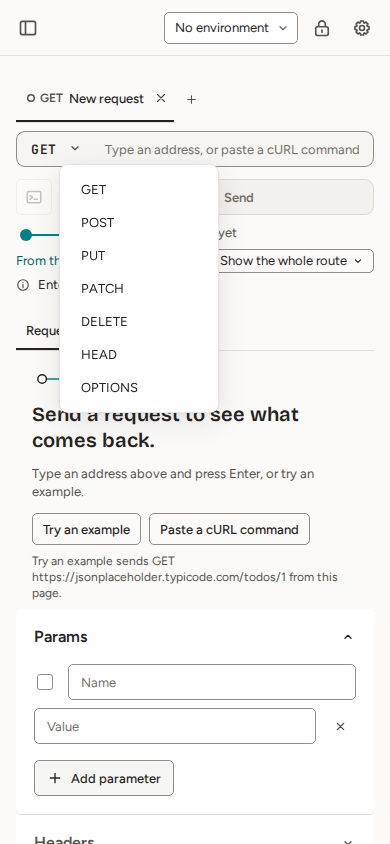 No environment
GET New request
GET
Type an address, or paste a cURL command
GET
POST
PUT
PATCH
DELETE
HEAD
OPTIONS
Send
yet
From th
Show the whole route
Ente
Reque
Send a request to see what
comes back.
Type an address above and press Enter, or try an
example.
Try an example
Paste a cURL command
Try an example sends GET
https://jsonplaceholder.typicode.com/todos/1 from this
page.
Params
Name
Value
Add parameter
Headers